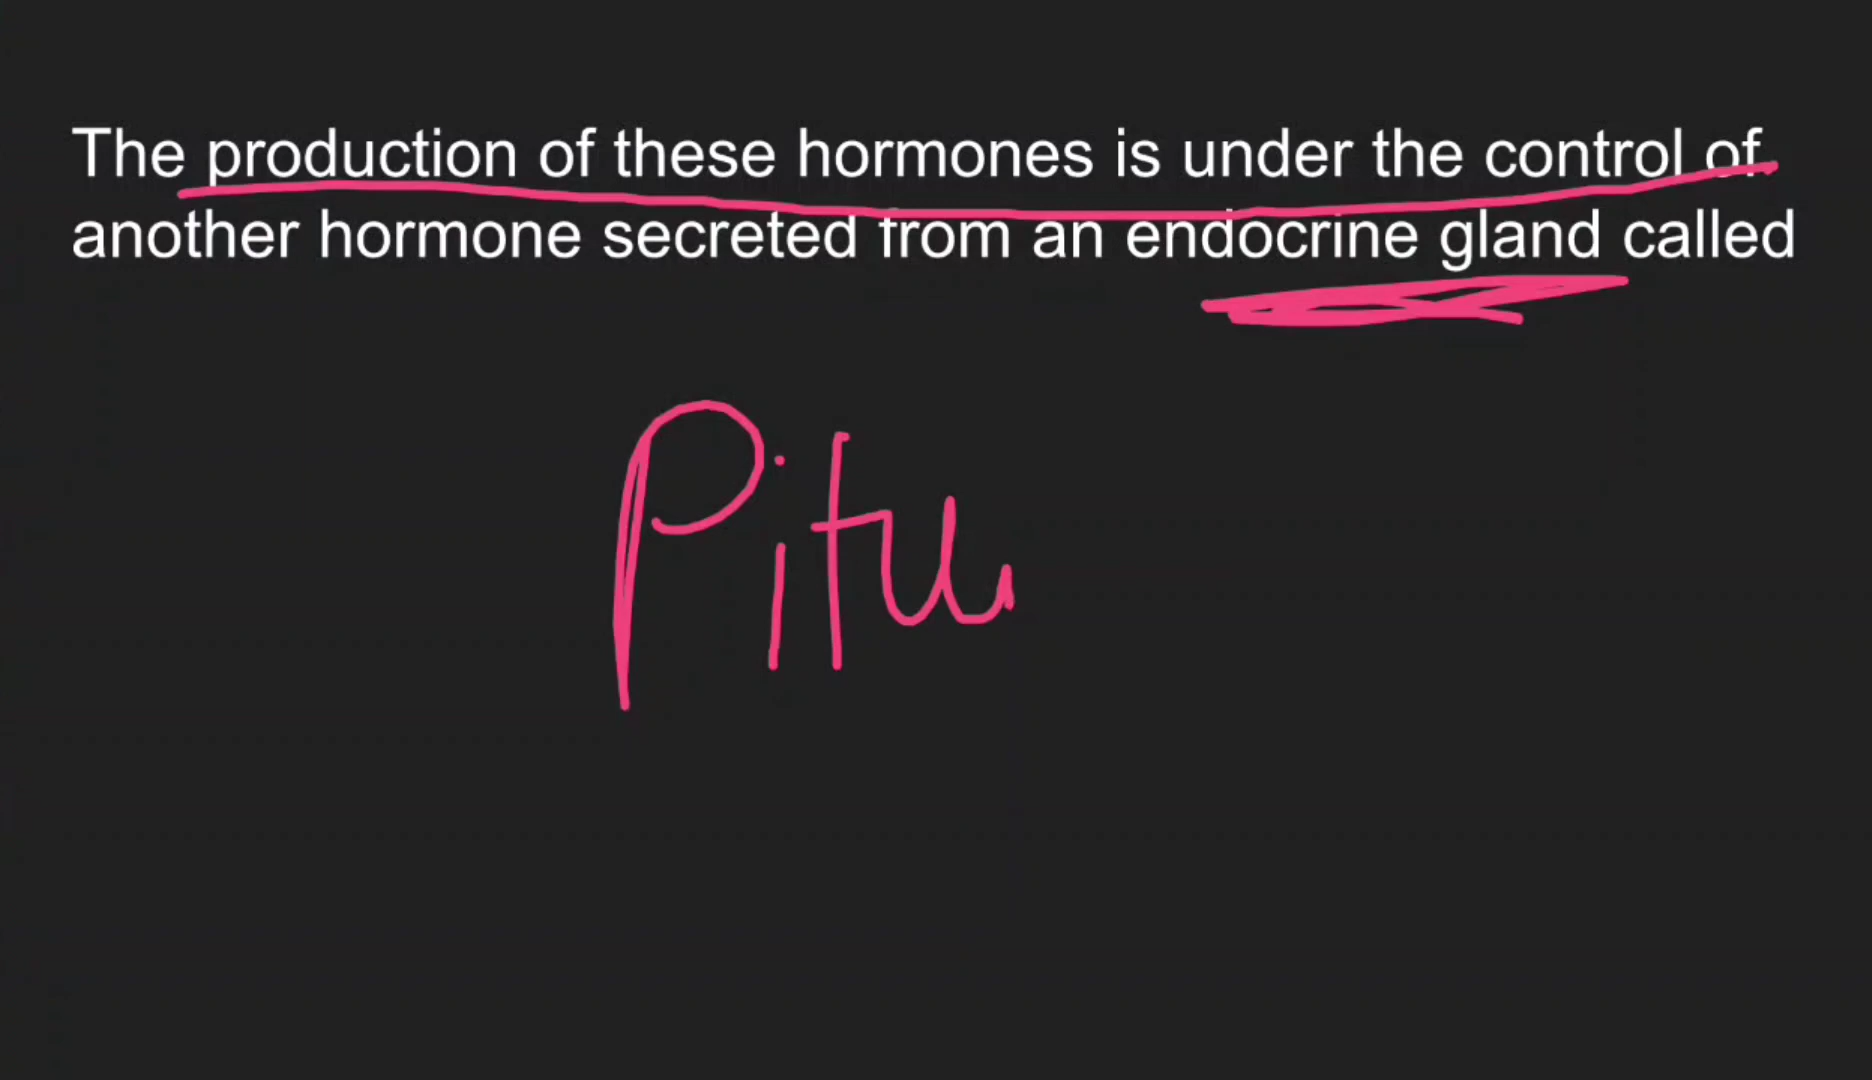 The production of these hormones is under the control of
another hormone secreted from an endocrine gland called
Pitu